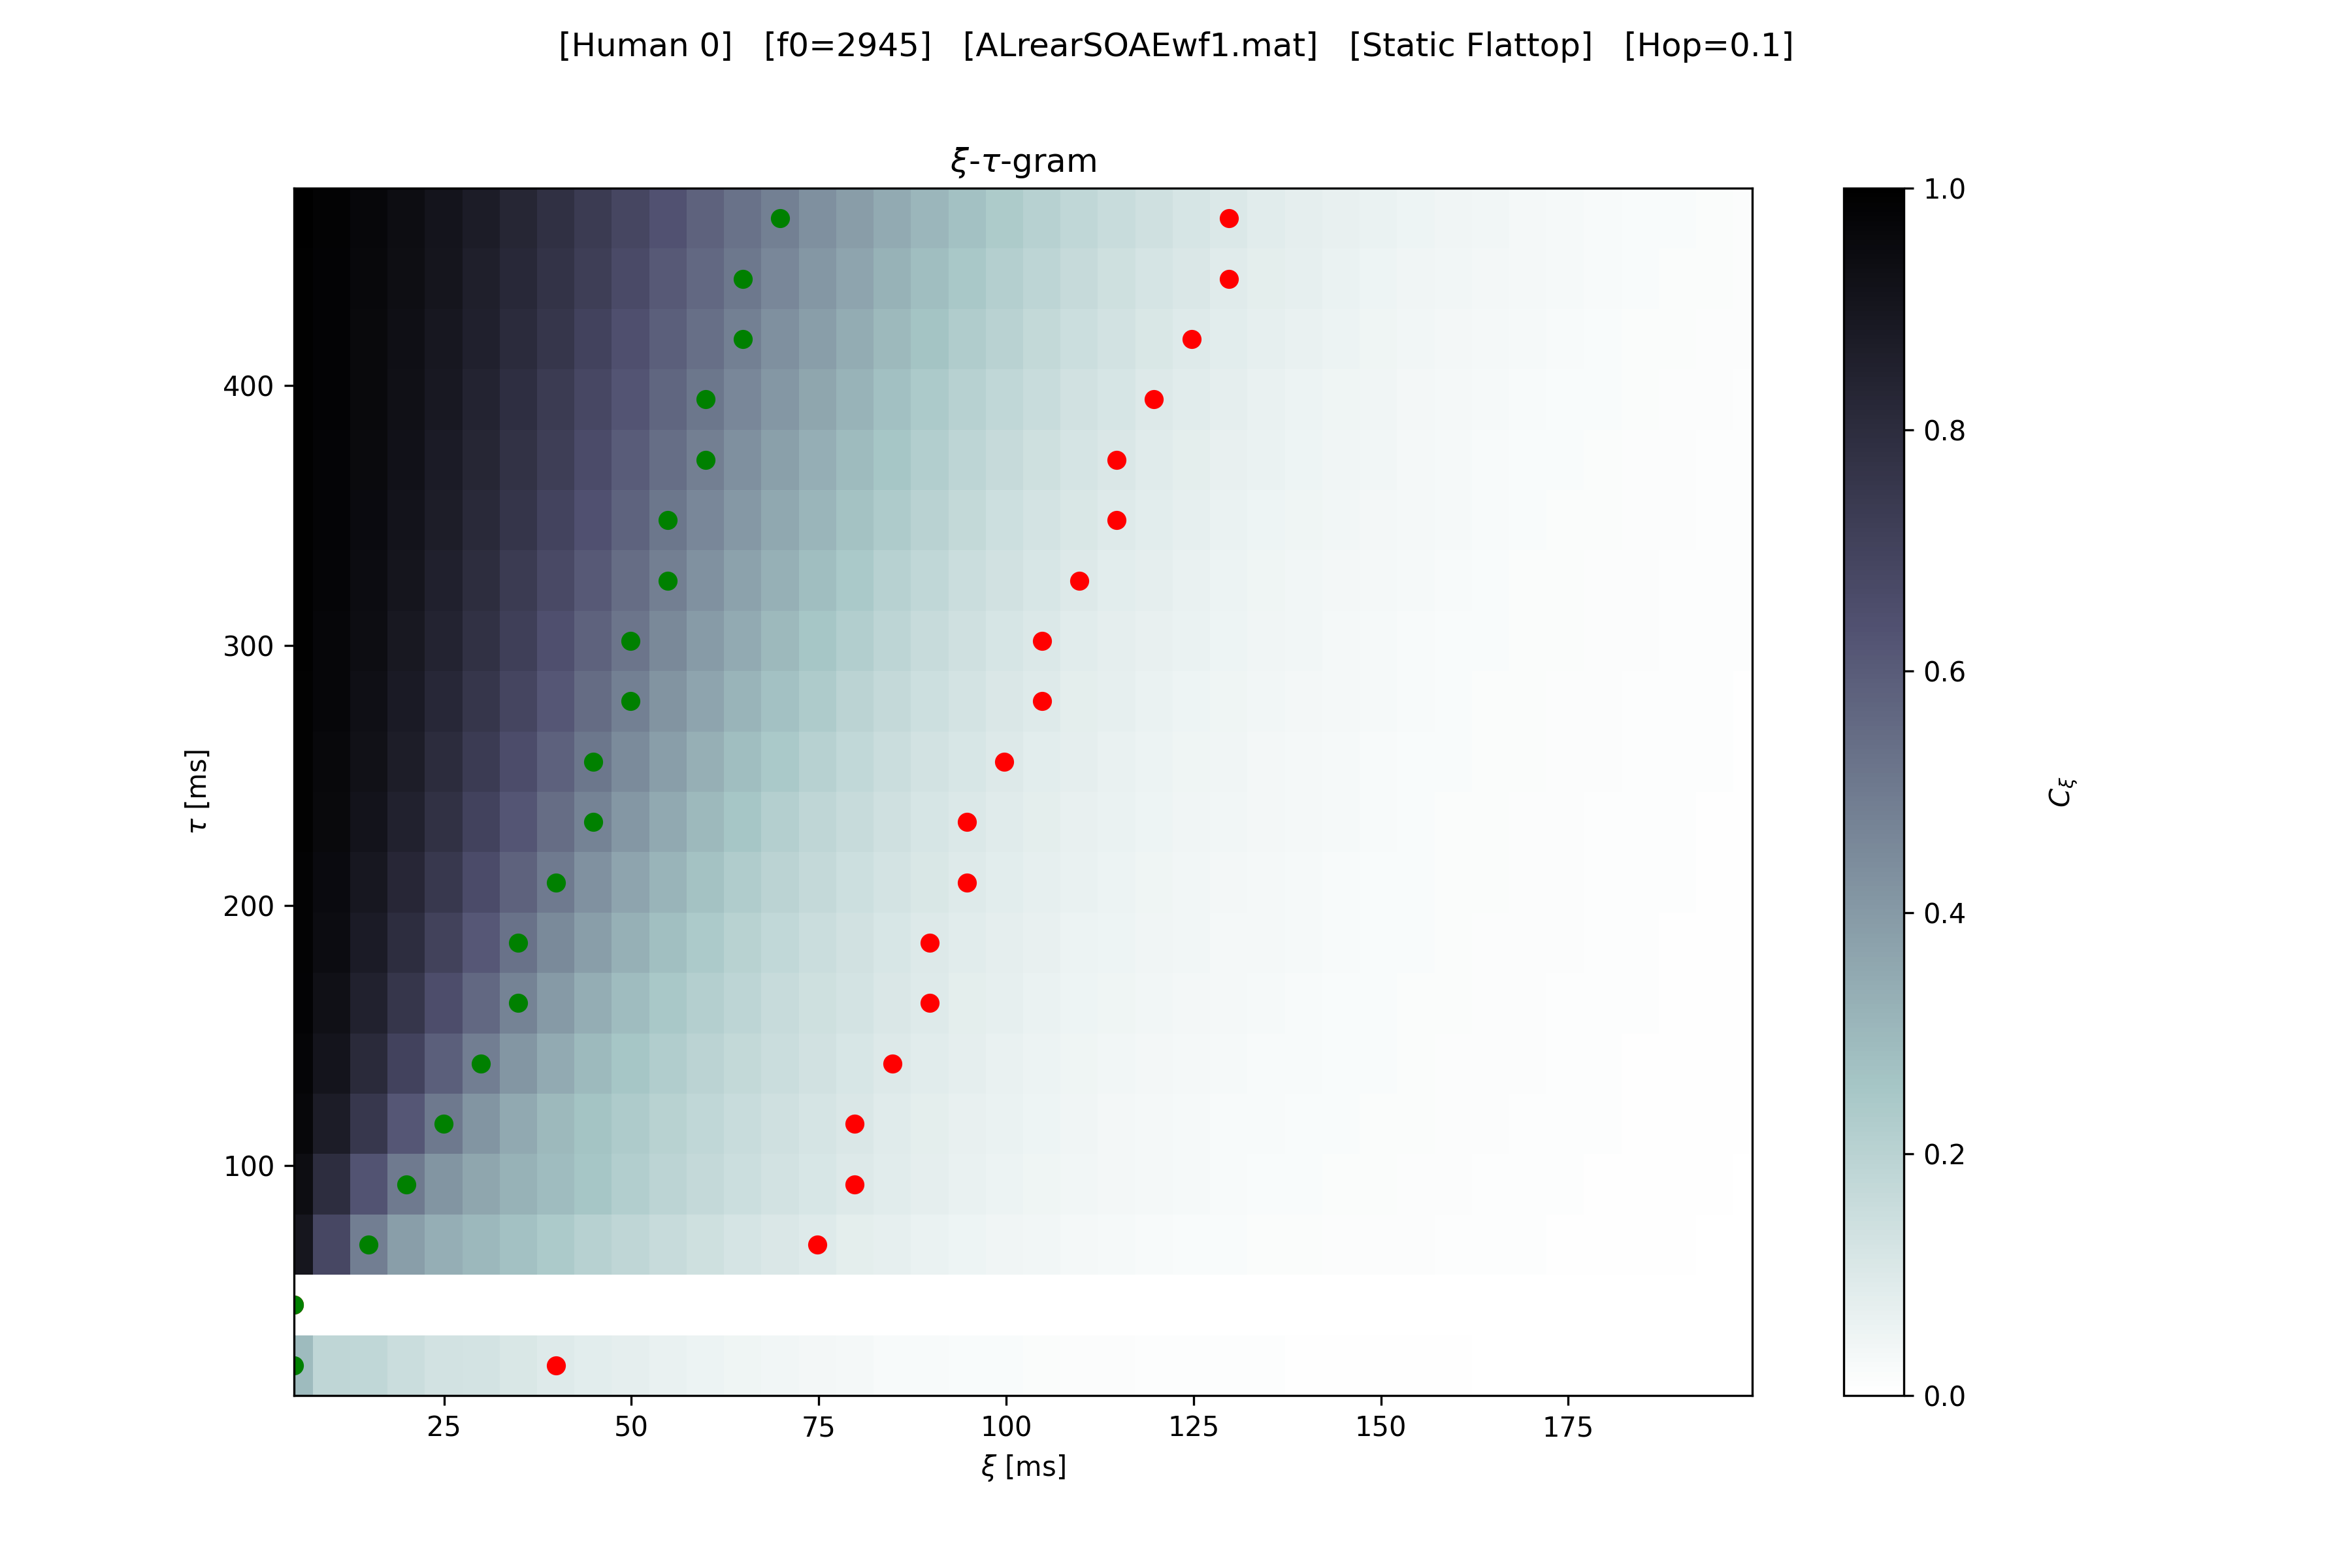 [Human 0]   [f0=2945]   [ALrearSOAEwf1.mat]   [Static Flattop]   [Hop=0.1]
ξ-τ-gram
τ [ms]
400
300
200
100
25 50 75 100 125 150 175
ξ [ms]
1.0
0.8
0.6
0.4
0.2
0.0
C_ξ